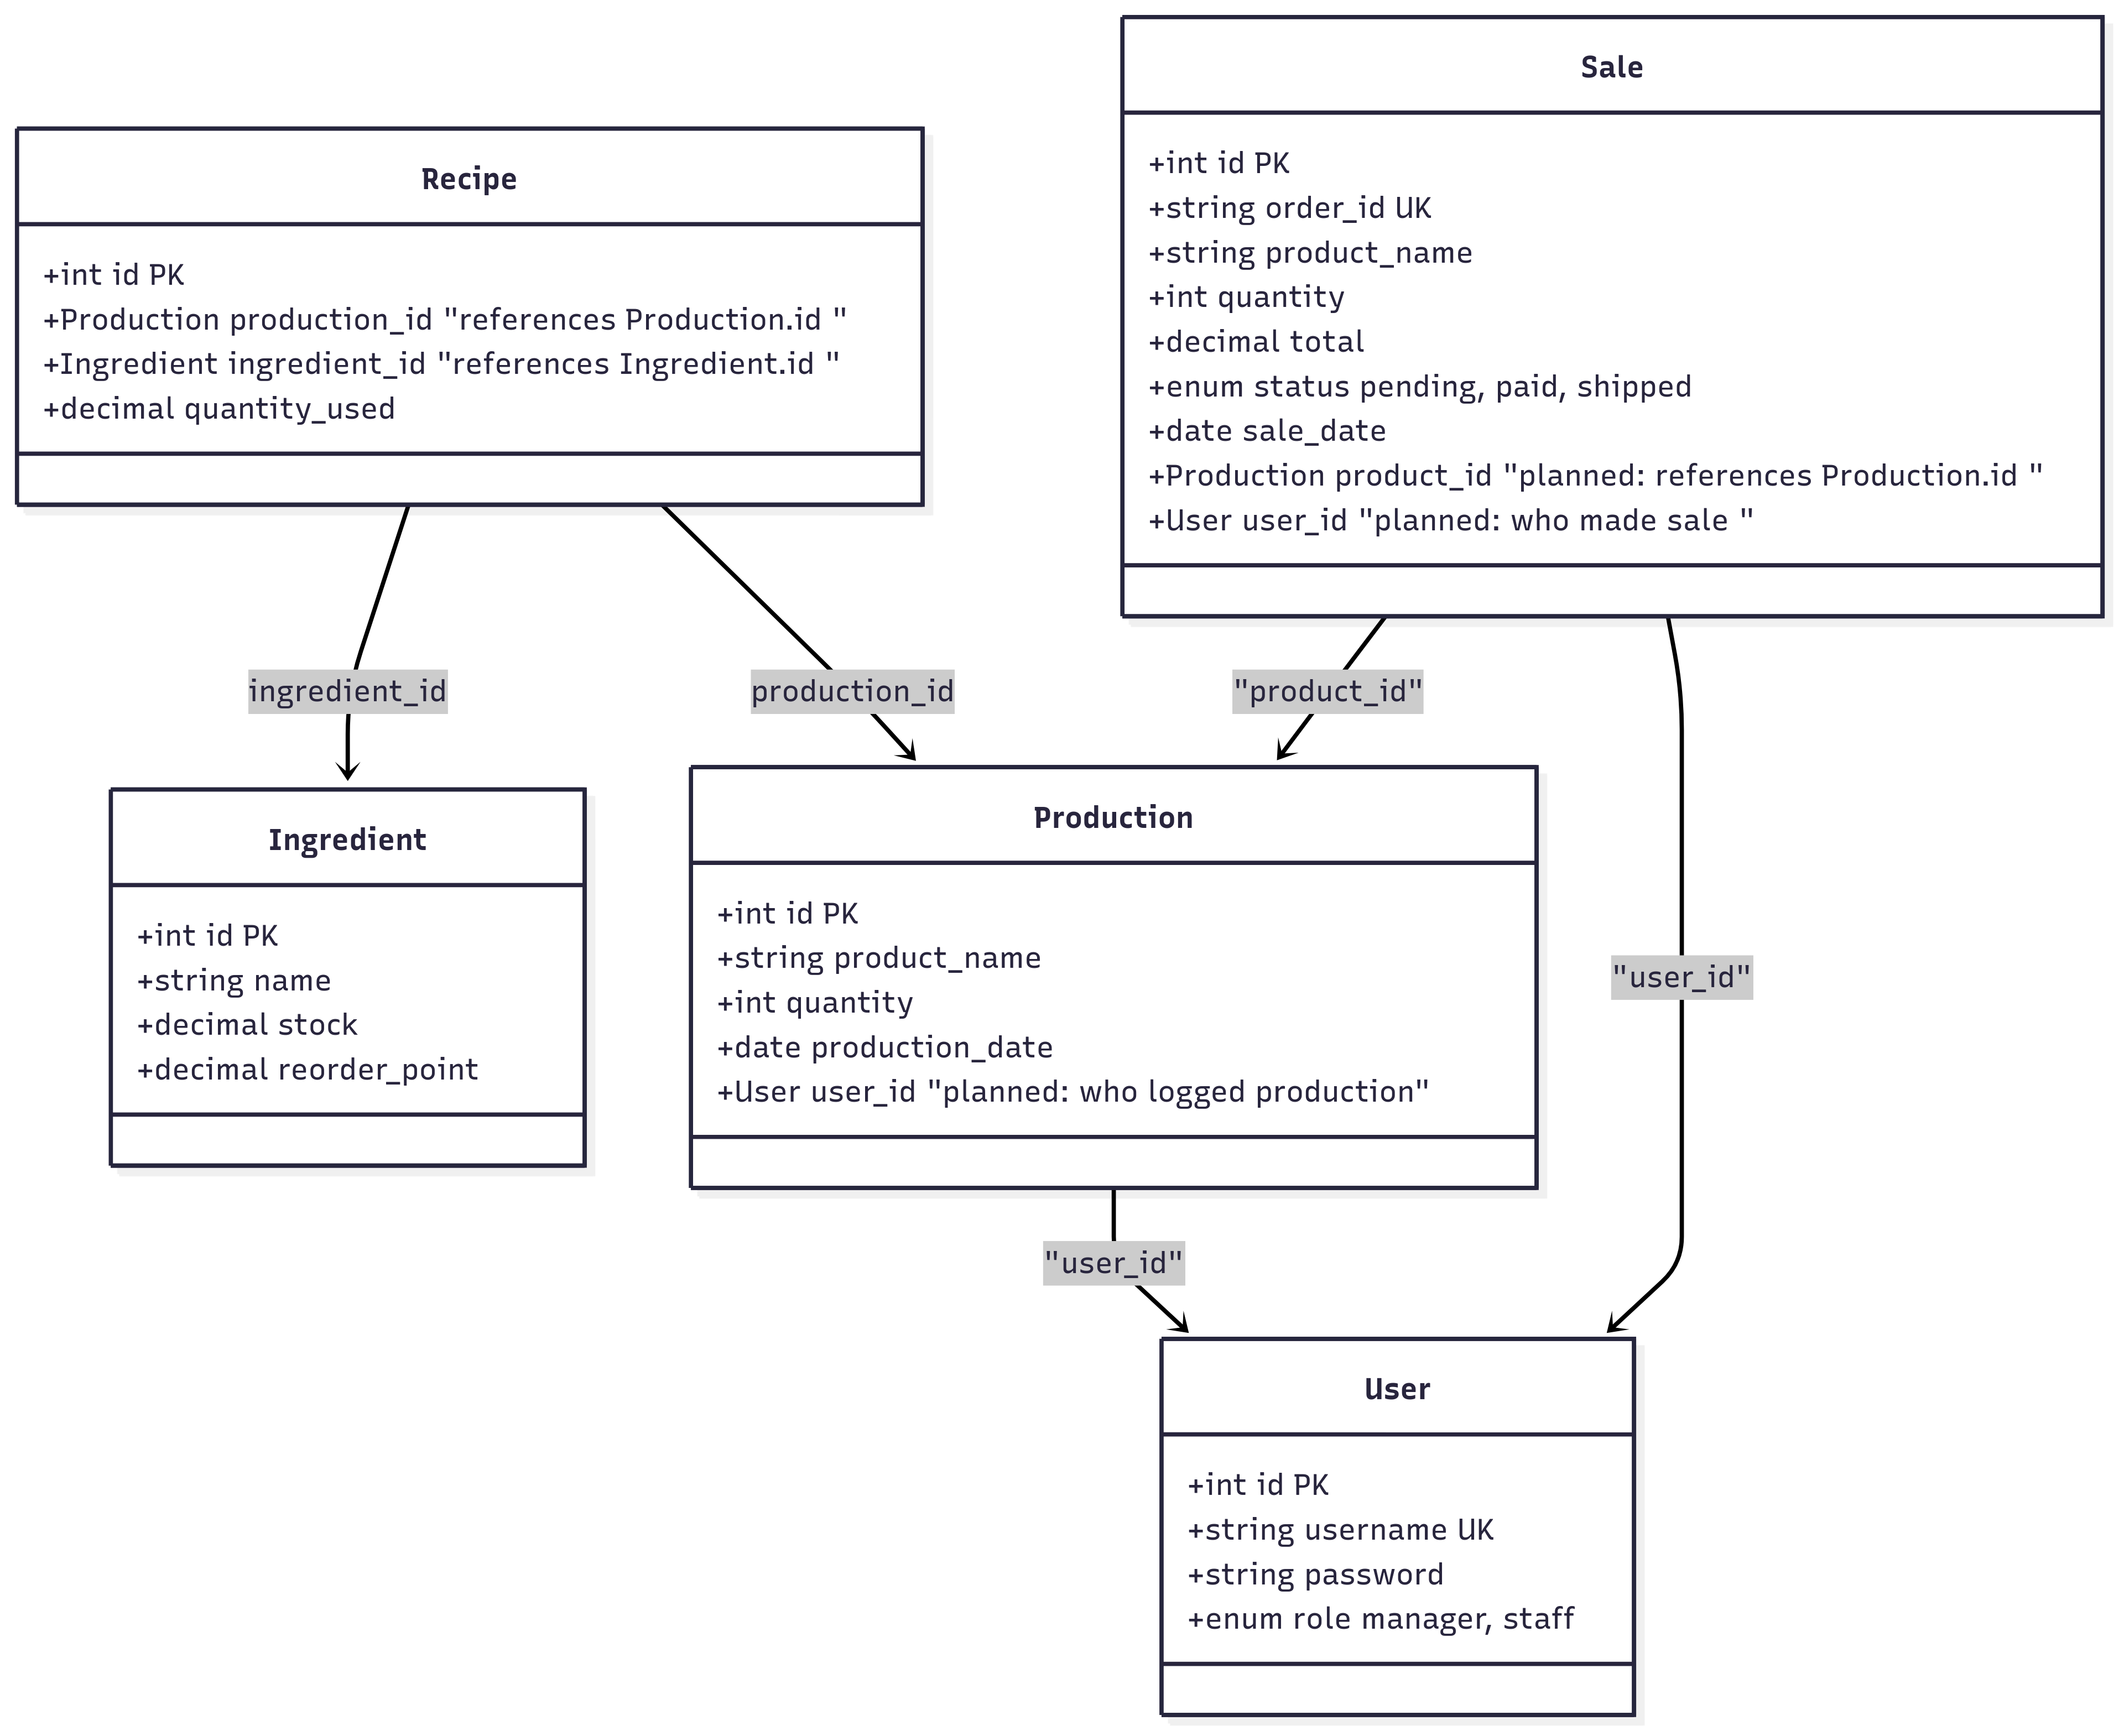 Sale
+int id PK
+string order_id UK
+string product_name
+int quantity
+decimal total
+enum status pending, paid, shipped
+date sale_date
+Production product_id "planned: references Production.id "
+User user_id "planned: who made sale "
Recipe
+int id PK
+Production production_id "references Production.id "
+Ingredient ingredient_id "references Ingredient.id "
+decimal quantity_used
ingredient_id
production_id
"product_id"
Ingredient
+int id PK
+string name
+decimal stock
+decimal reorder_point
Production
+int id PK
+string product_name
+int quantity
+date production_date
+User user_id "planned: who logged production"
"user_id"
"user_id"
User
+int id PK
+string username UK
+string password
+enum role manager, staff